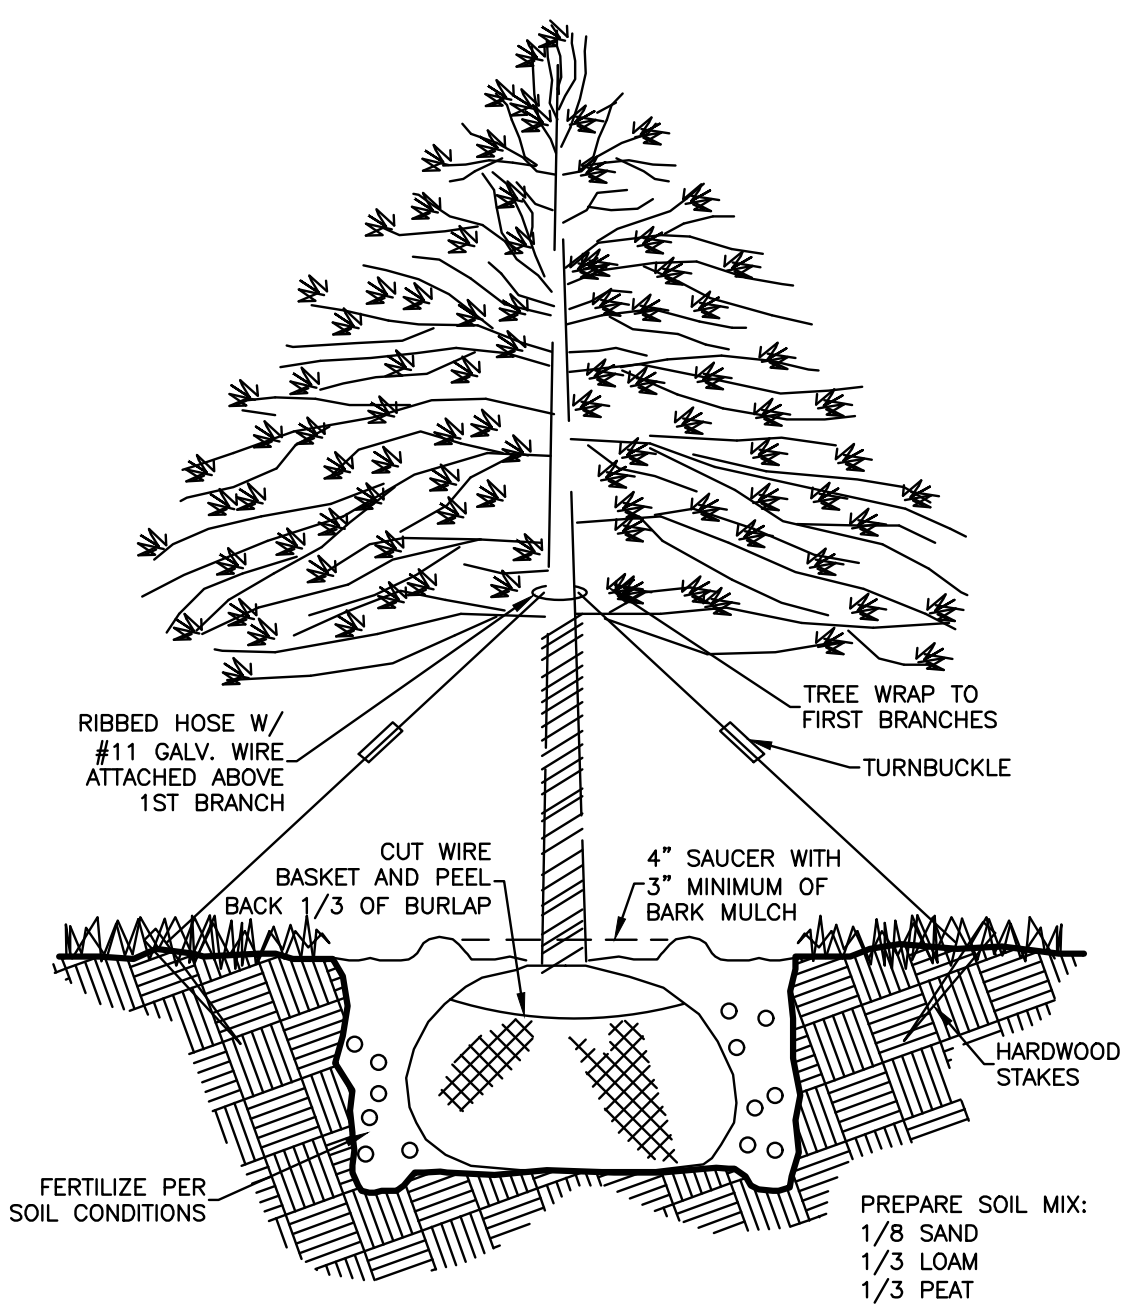 RIBBED HOSE W/
#11 GALV. WIRE
ATTACHED ABOVE
1ST BRANCH
TREE WRAP TO
FIRST BRANCHES
TURNBUCKLE
CUT WIRE
BASKET AND PEEL
BACK 1/3 OF BURLAP
4" SAUCER WITH
3" MINIMUM OF
BARK MULCH
HARDWOOD
STAKES
FERTILIZE PER
SOIL CONDITIONS
PREPARE SOIL MIX:
1/8 SAND
1/3 LOAM
1/3 PEAT